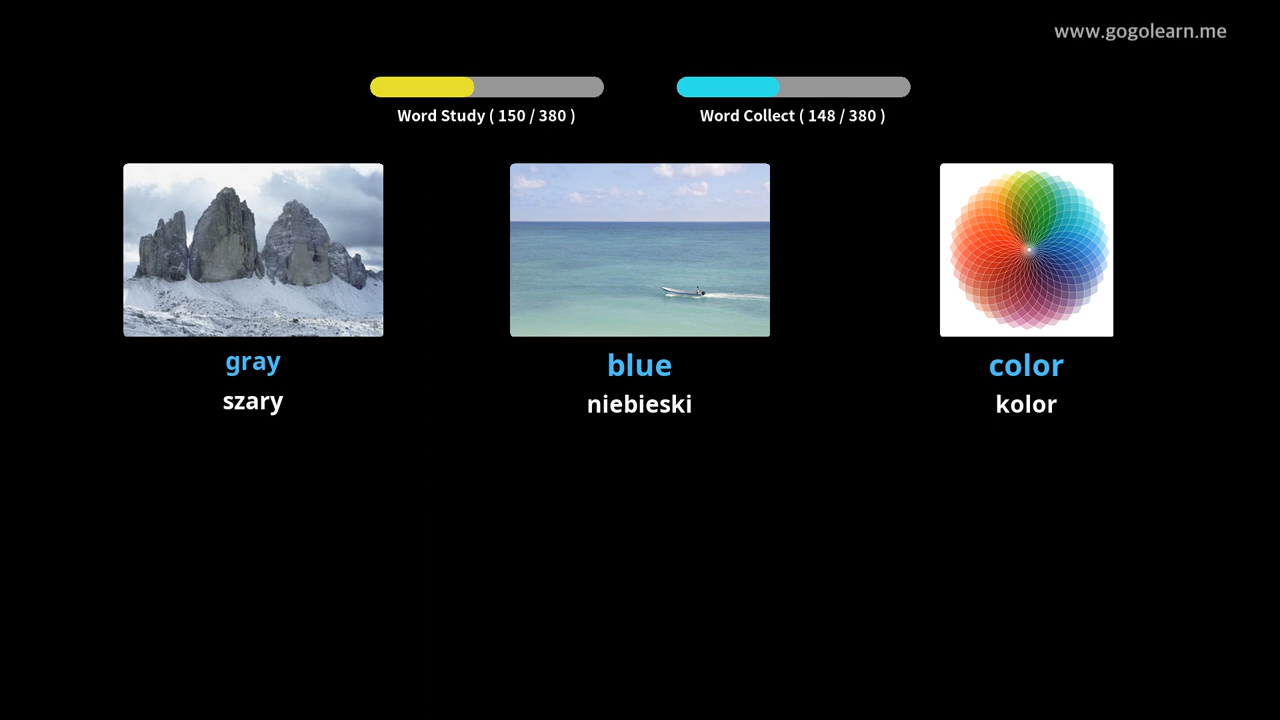 www.gogolearn.me
Word Study ( 150 / 380 )
Word Collect ( 148 / 380 )
gray
szary
blue
niebieski
color
kolor